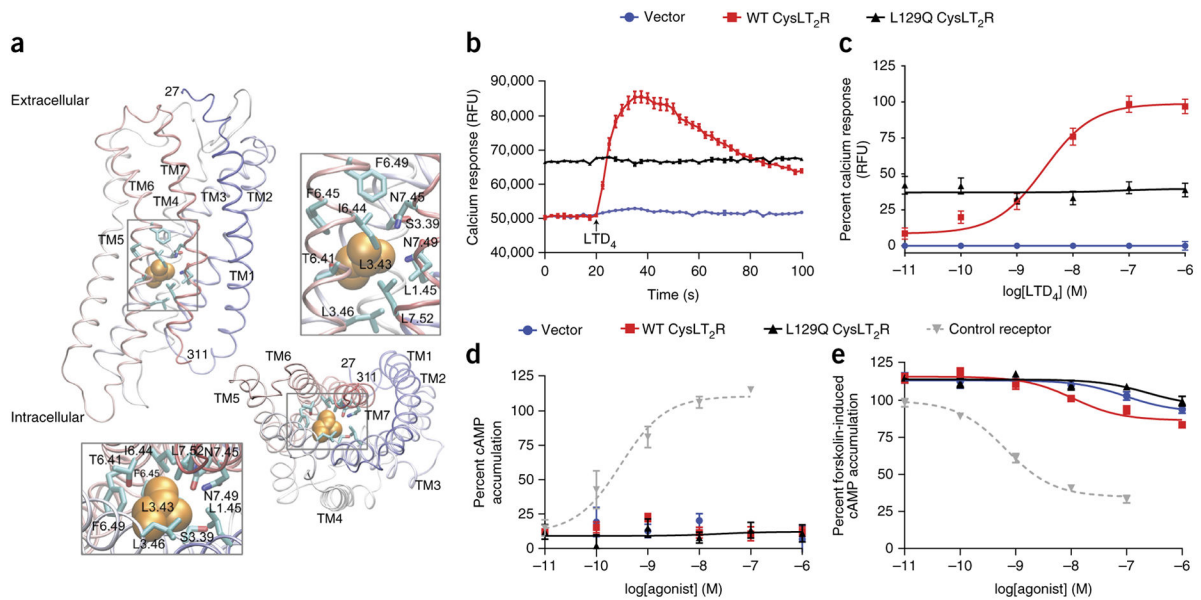 Vector WT CysLT₂R L129Q CysLT₂R
a
Extracellular
27
TM7
TM6
TM4
TM3
TM2
TM5
TM1
311
Intracellular
F6.49
F6.45
N7.45
I6.44
S3.39
N7.49
T6.41
L3.43
L1.45
L3.46
L7.52
TM6
27
TM1
311
TM2
TM5
TM7
TM3
TM4
I6.44
L7.52
N7.45
T6.41
F6.45
N7.49
L3.43
L1.45
F6.49
S3.39
L3.46
b
Calcium response (RFU)
90,000
80,000
70,000
60,000
50,000
40,000
LTD₄
0 20 40 60 80 100
Time (s)
c
Percent calcium response
(RFU)
125
100
75
50
25
0
–11 –10 –9 –8 –7 –6
log[LTD₄] (M)
Vector WT CysLT₂R L129Q CysLT₂R Control receptor
d
Percent cAMP
accumulation
125
100
75
50
25
0
–11 –10 –9 –8 –7 –6
log[agonist] (M)
e
Percent forskolin-induced
cAMP accumulation
125
100
75
50
25
0
–11 –10 –9 –8 –7 –6
log[agonist] (M)